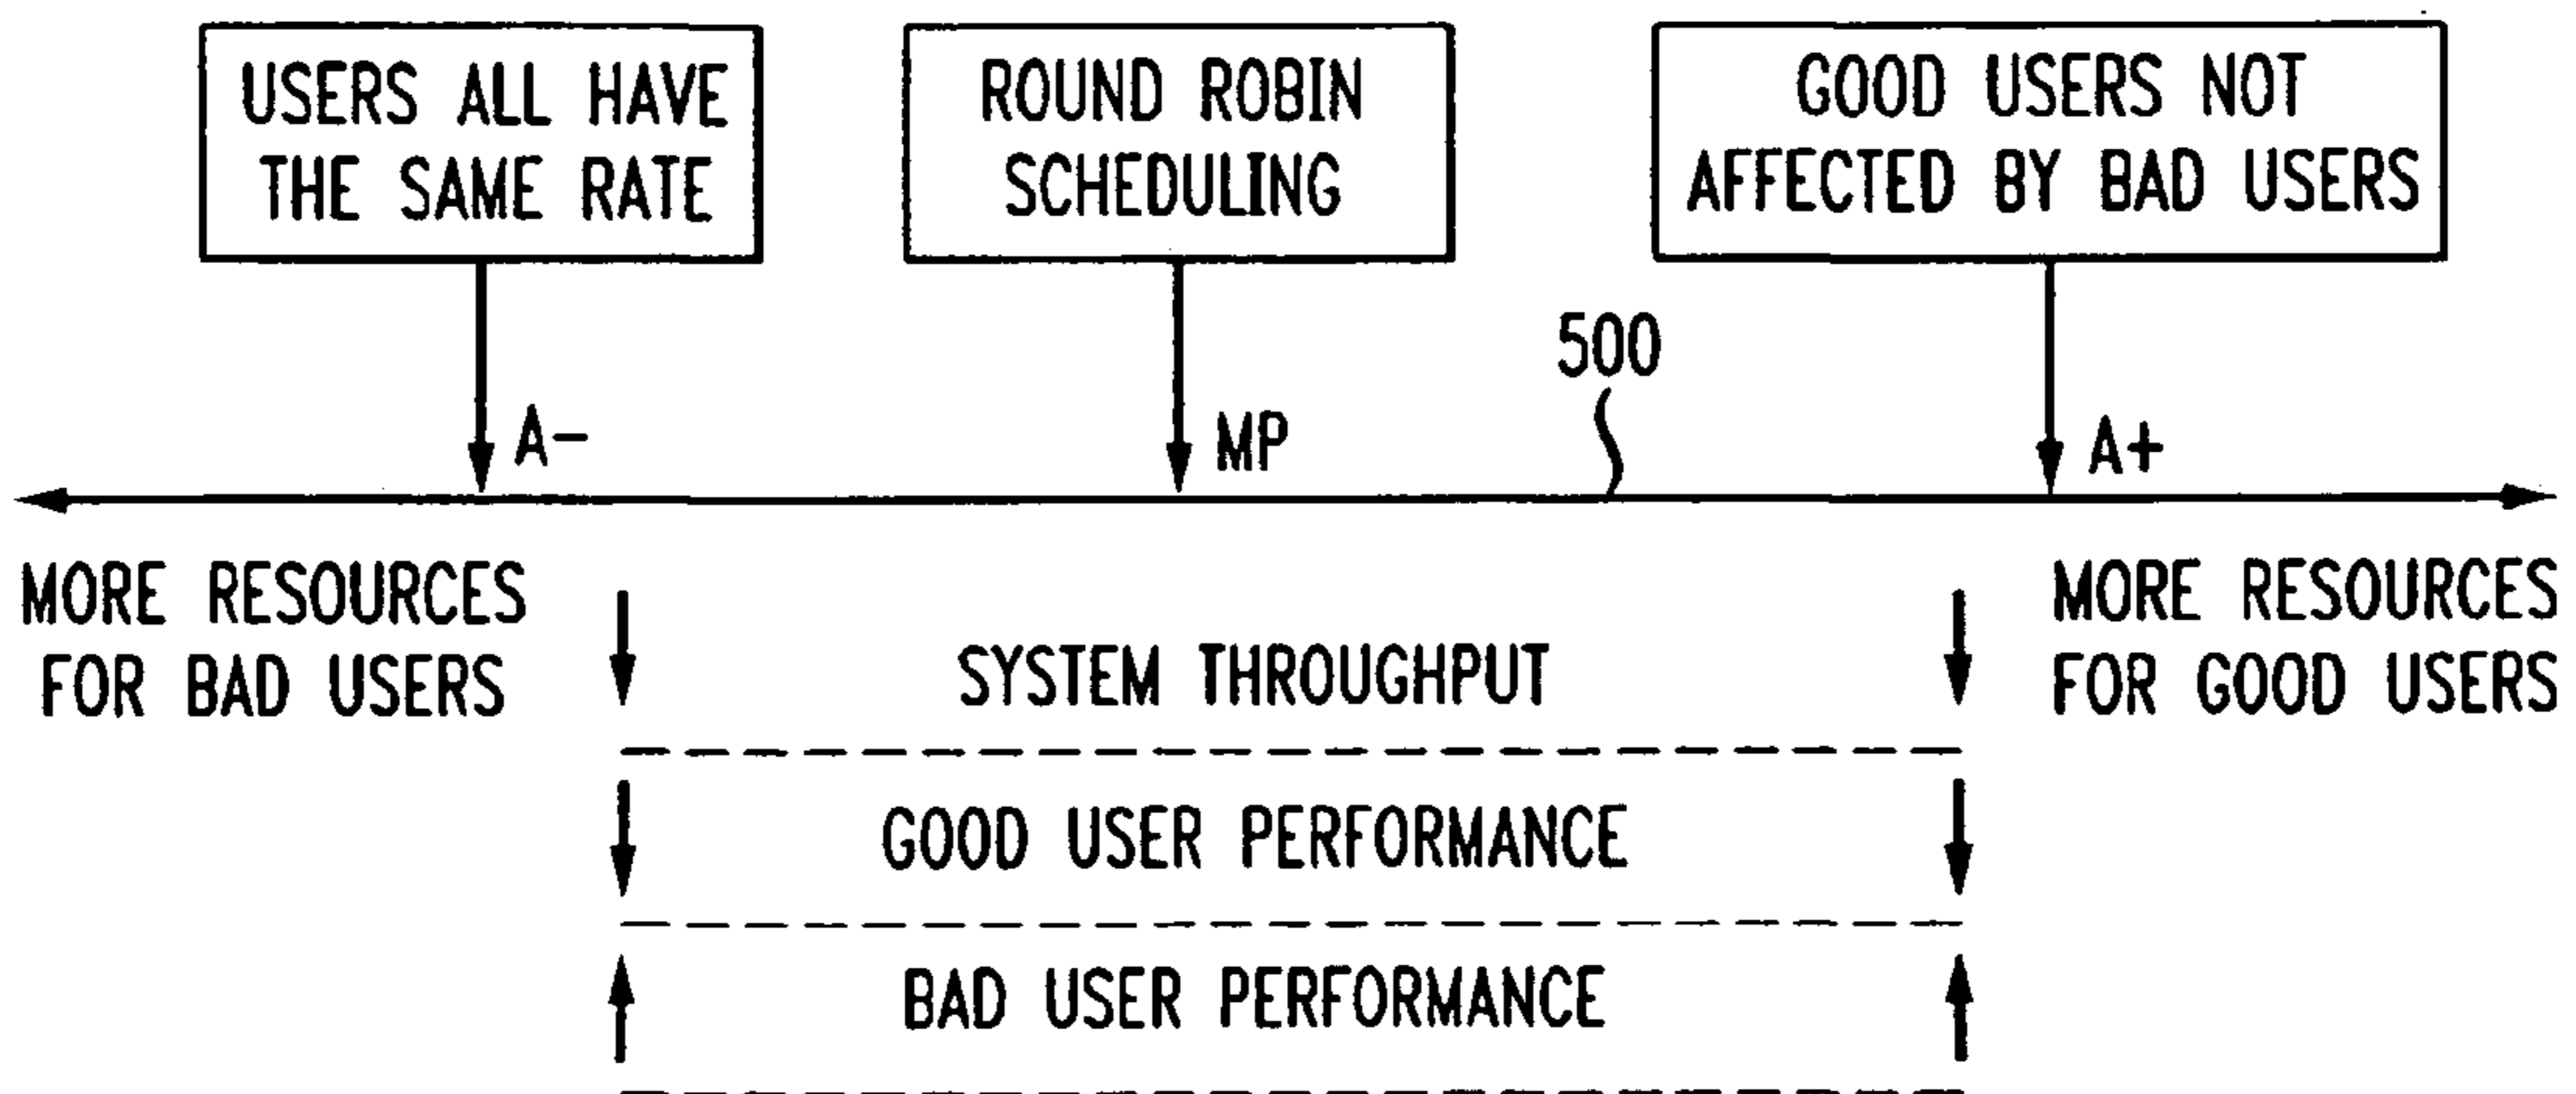 USERS ALL HAVE
THE SAME RATE
ROUND ROBIN
SCHEDULING
GOOD USERS NOT
AFFECTED BY BAD USERS
500
A-
MP
A+
MORE RESOURCES
FOR BAD USERS
MORE RESOURCES
FOR GOOD USERS
SYSTEM THROUGHPUT
GOOD USER PERFORMANCE
BAD USER PERFORMANCE